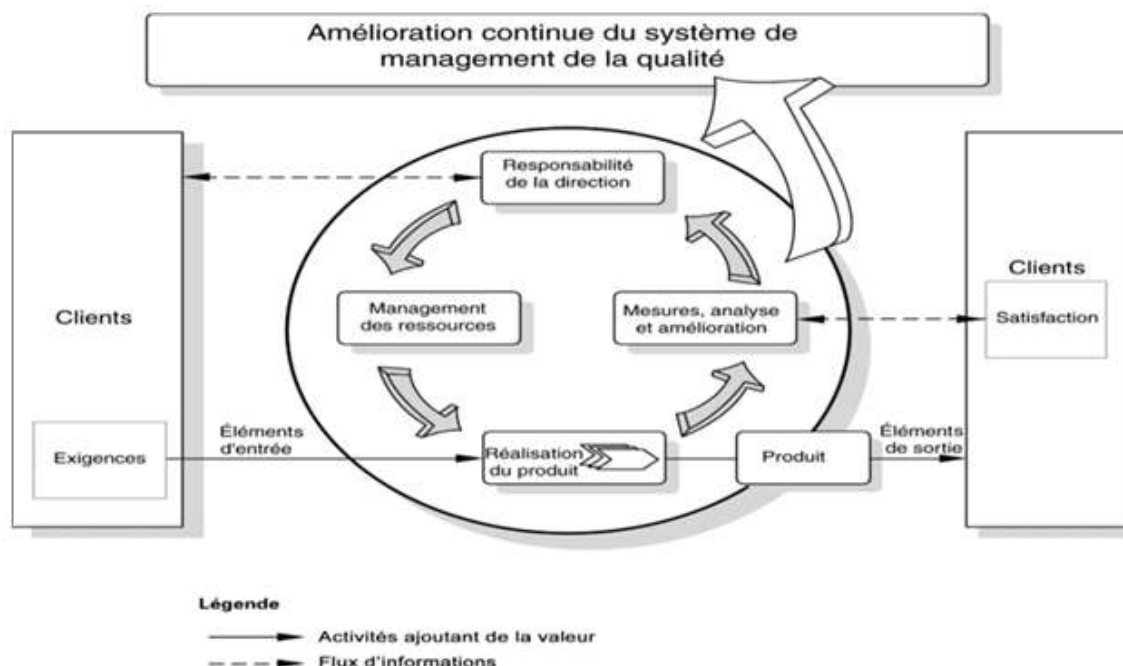 Amélioration continue du système de
management de la qualité
Responsabilité
de la direction
Clients
Management
des ressources
Mesures, analyse
et amélioration
Clients
Satisfaction
Exigences
Éléments
d'entrée
Réalisation
du produit
Produit
Éléments
de sortie
Légende
Activités ajoutant de la valeur
Flux d'informations